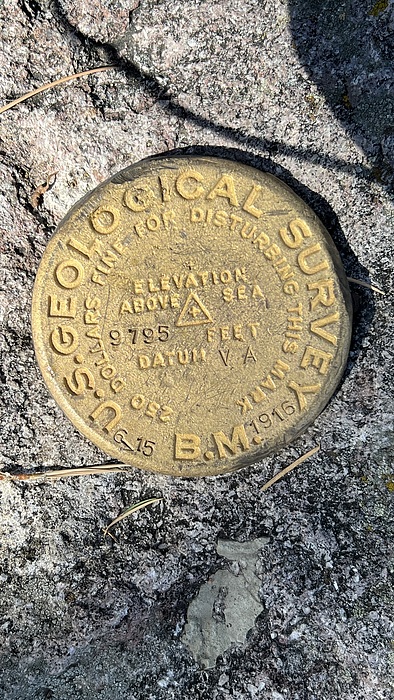 U.S. GEOLOGICAL SURVEY
250 DOLLARS FINE FOR DISTURBING THIS MARK
ELEVATION
ABOVE SEA
9795 FEET
DATUM V A
G-15 B.M. 1916